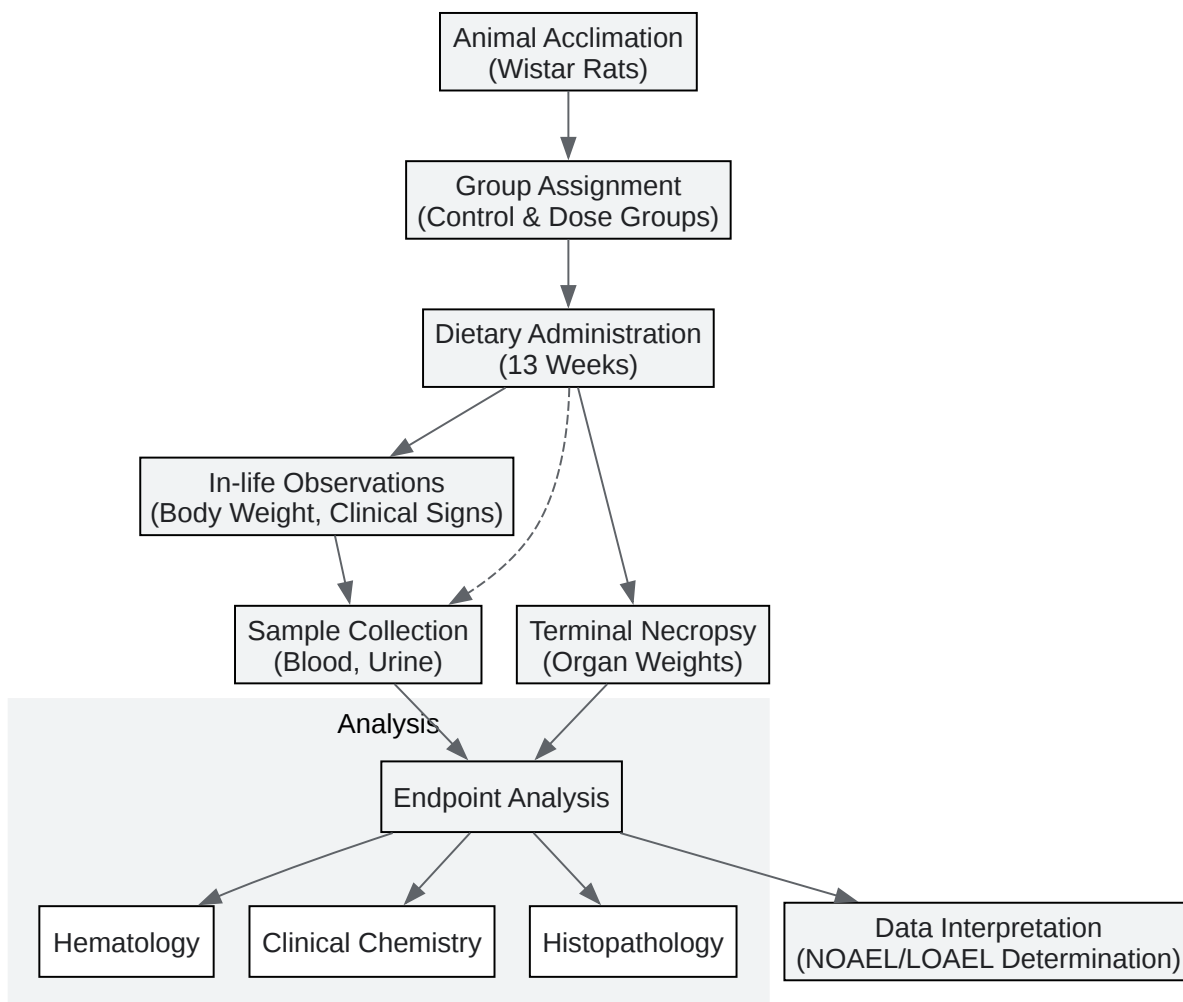 Animal Acclimation
(Wistar Rats)
Group Assignment
(Control & Dose Groups)
Dietary Administration
(13 Weeks)
In-life Observations
(Body Weight, Clinical Signs)
Sample Collection
(Blood, Urine)
Terminal Necropsy
(Organ Weights)
Analysis
Endpoint Analysis
Hematology
Clinical Chemistry
Histopathology
Data Interpretation
(NOAEL/LOAEL Determination)